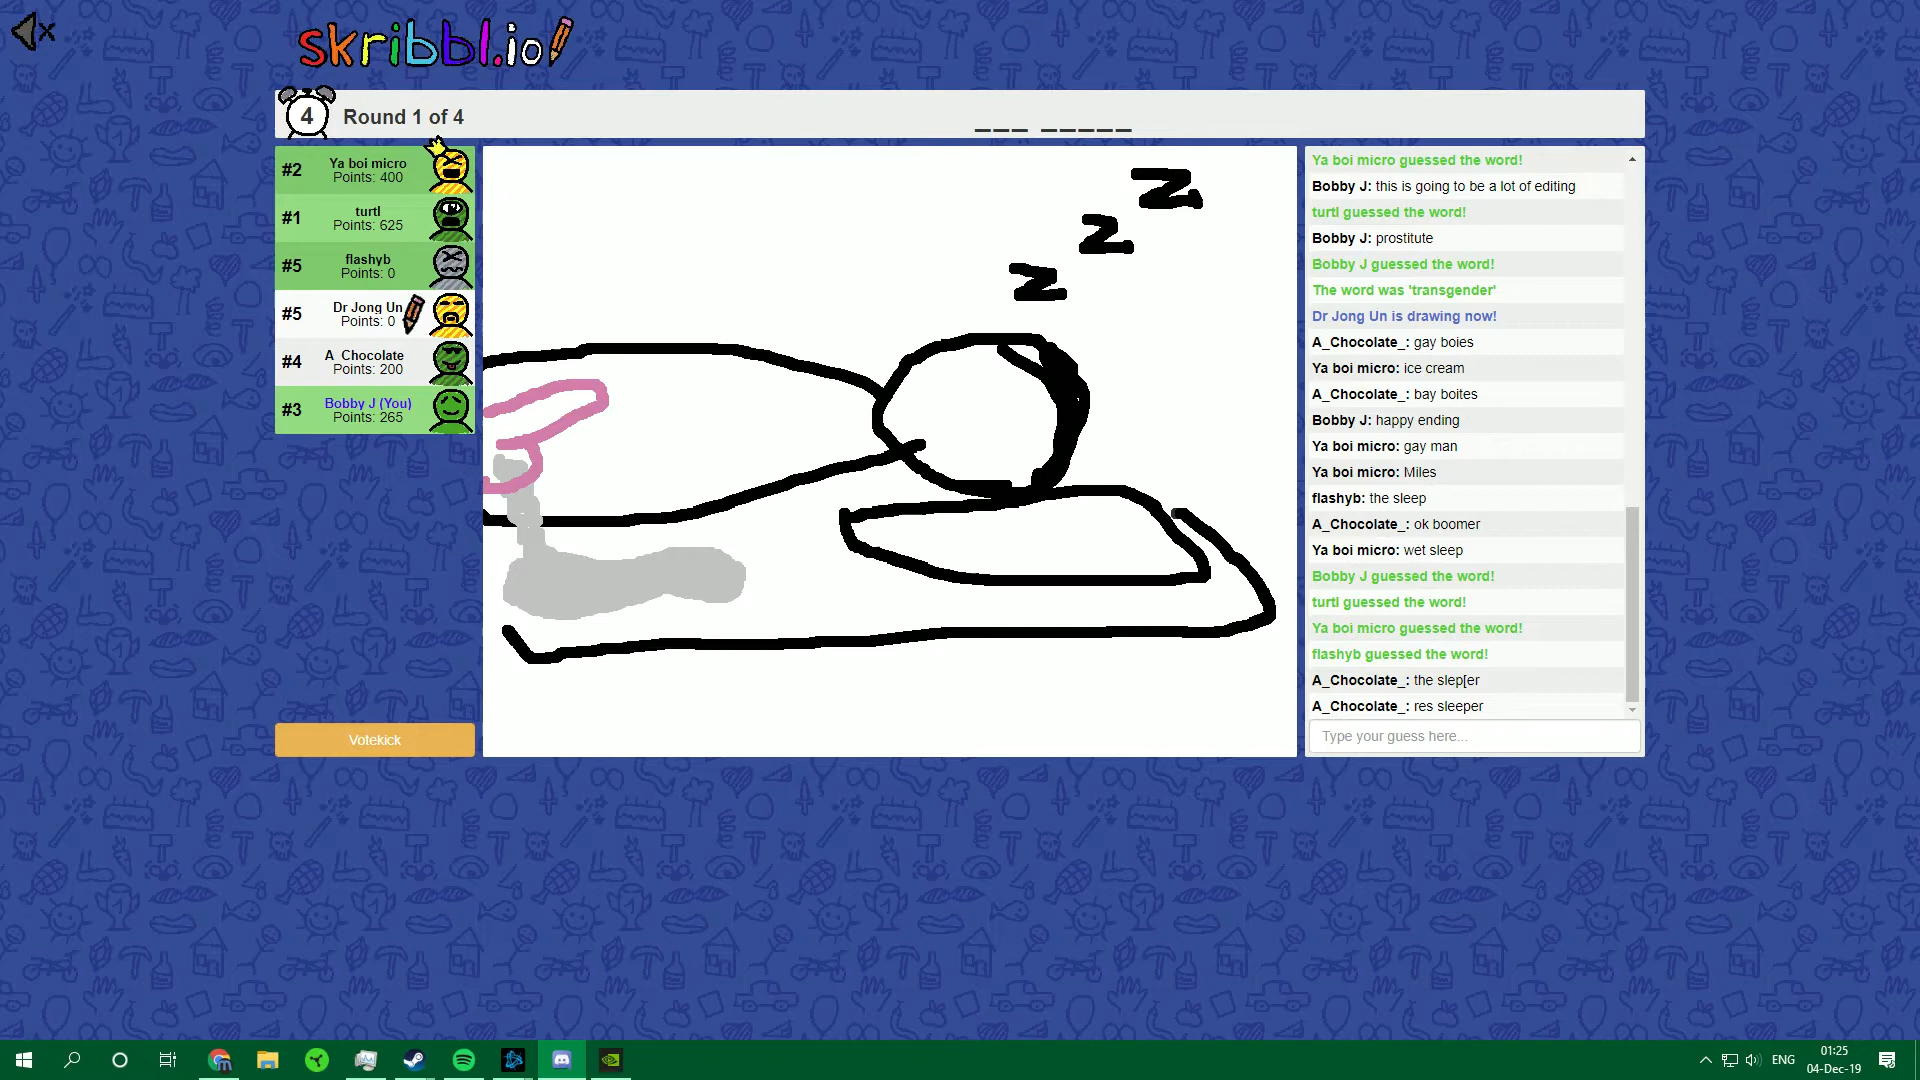 skribbl.io
4
Round 1 of 4
___ _____
#2
Ya boi micro
Points: 400
#1
turtl
Points: 625
#5
flashyb
Points: 0
#5
Dr Jong Un
Points: 0
#4
A_Chocolate_
Points: 200
#3
Bobby J (You)
Points: 265
Votekick
z z z
Ya boi micro guessed the word!
Bobby J: this is going to be a lot of editing
turtl guessed the word!
Bobby J: prostitute
Bobby J guessed the word!
The word was 'transgender'
Dr Jong Un is drawing now!
A_Chocolate_: gay boies
Ya boi micro: ice cream
A_Chocolate_: bay boites
Bobby J: happy ending
Ya boi micro: gay man
Ya boi micro: Miles
flashyb: the sleep
A_Chocolate_: ok boomer
Ya boi micro: wet sleep
Bobby J guessed the word!
turtl guessed the word!
Ya boi micro guessed the word!
flashyb guessed the word!
A_Chocolate_: the slep[er
A_Chocolate_: res sleeper
Type your guess here...
ENG
01:25
04-Dec-19